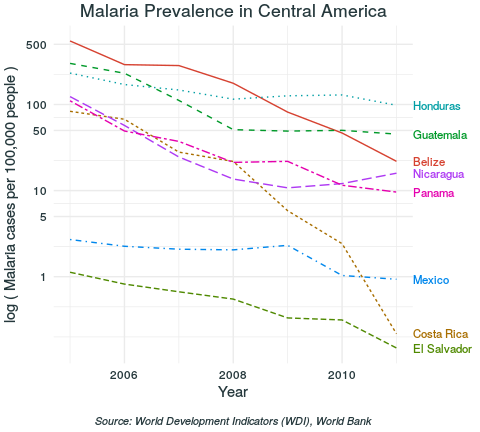 Malaria Prevalence in Central America
log ( Malaria cases per 100,000 people )
500
100
50
10
5
1
Honduras
Guatemala
Belize
Nicaragua
Panama
Mexico
Costa Rica
El Salvador
2006
2008
2010
Year
Source: World Development Indicators (WDI), World Bank